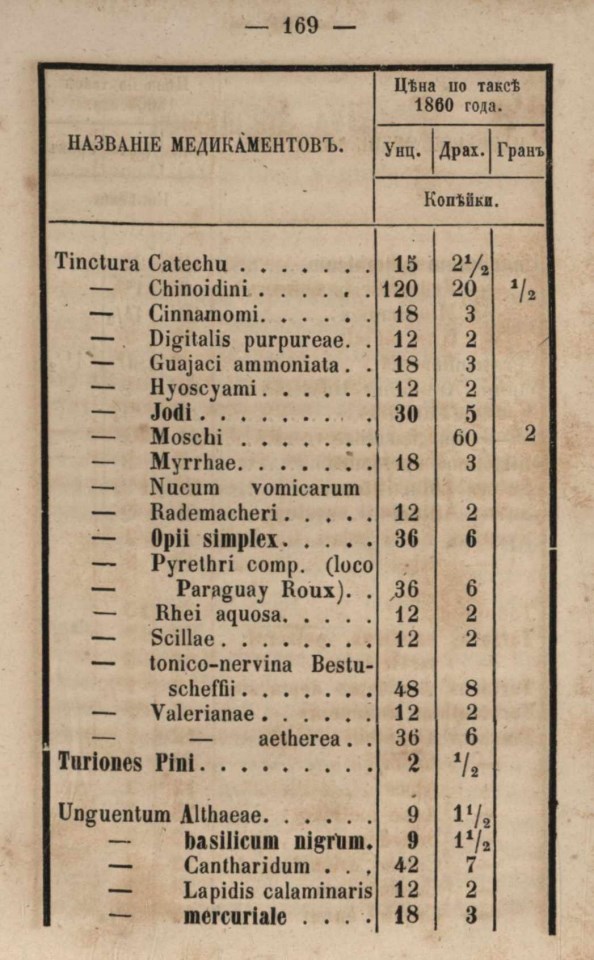 — 169 —
НАЗВАНІЕ МЕДИКАМЕНТОВЪ.
Цѣна по таксѣ
1860 года.
Унц. Драх. Гранъ
Копѣйки.
Tinctura Catechu . . . . . . . 15 2¹/₂
— Chinoidini . . . . . . 120 20 ¹/₂
— Cinnamomi. . . . . . 18 3
— Digitalis purpureae. . 12 2
— Guajaci ammoniata . . 18 3
— Hyoscyami . . . . . . 12 2
— Jodi . . . . . . . . . 30 5
— Moschi . . . . . . . 60 2
— Myrrhae. . . . . . . 18 3
— Nucum vomicarum
— Rademacheri . . . . . 12 2
— Opii simplex. . . . . 36 6
— Pyrethri comp. (loco
— Paraguay Roux). . 36 6
— Rhei aquosa. . . . . 12 2
— Scillae . . . . . . . . 12 2
— tonico-nervina Bestu-
scheffii . . . . . . . 48 8
— Valerianae . . . . . . 12 2
— — aetherea . . 36 6
Turiones Pini . . . . . . . . . 2 ¹/₂
Unguentum Althaeae. . . . . . 9 1¹/₂
— basilicum nigrum. 9 1¹/₂
— Cantharidum . . . 42 7
— Lapidis calaminaris 12 2
— mercuriale . . . . 18 3